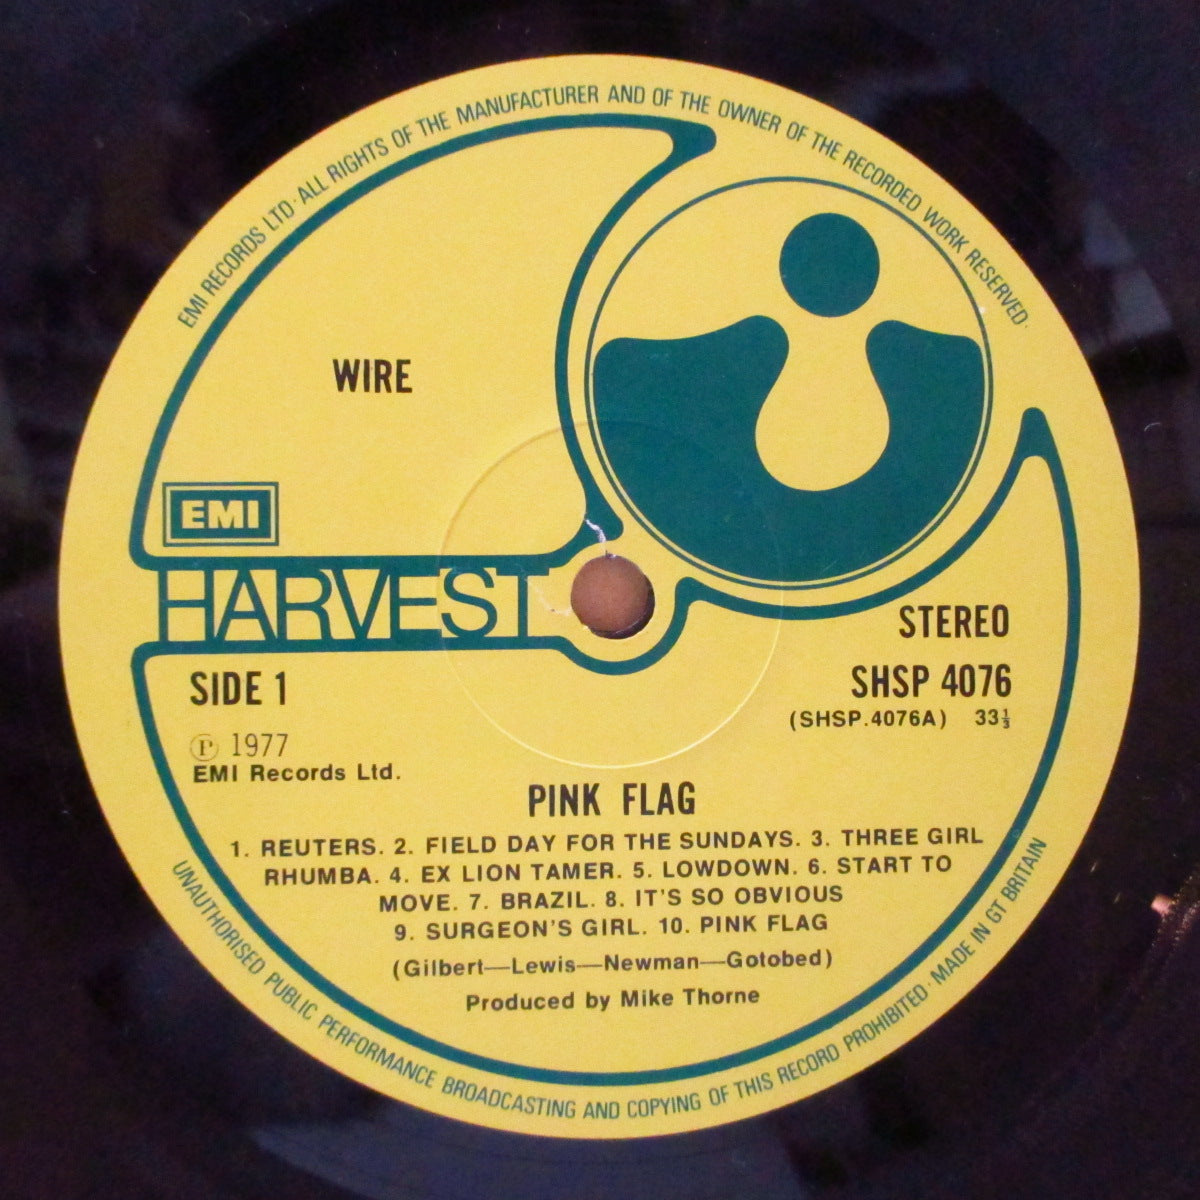 EMI RECORDS LTD·ALL RIGHTS OF THE MANUFACTURER AND OF THE OWNER OF THE RECORDED WORK RESERVED·
WIRE
EMI
HARVEST
STEREO
SIDE 1
SHSP 4076
(SHSP.4076A) 33⅓
Ⓟ 1977
EMI Records Ltd.
PINK FLAG
1. REUTERS. 2. FIELD DAY FOR THE SUNDAYS. 3. THREE GIRL
RHUMBA. 4. EX LION TAMER. 5. LOWDOWN. 6. START TO
MOVE. 7. BRAZIL. 8. IT'S SO OBVIOUS
9. SURGEON'S GIRL. 10. PINK FLAG
(Gilbert—Lewis—Newman—Gotobed)
Produced by Mike Thorne
UNAUTHORISED PUBLIC PERFORMANCE BROADCASTING AND COPYING OF THIS RECORD PROHIBITED·MADE IN GT BRITAIN